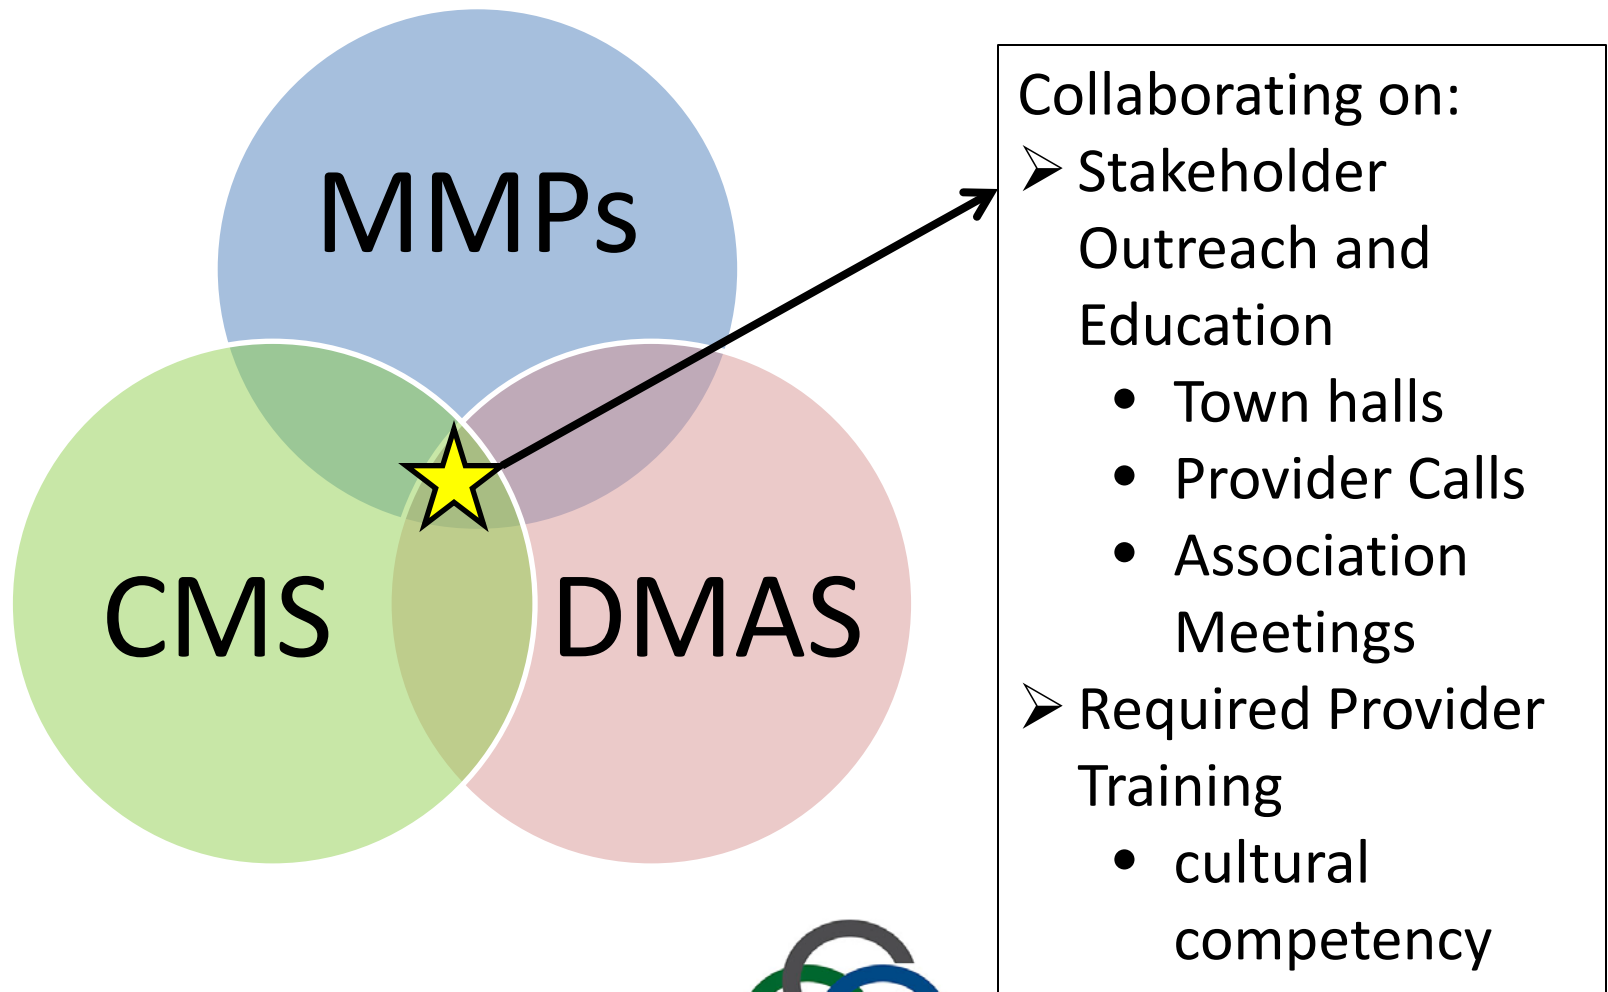 MMPs
CMS
DMAS
Collaborating on:
➢ Stakeholder
Outreach and
Education
• Town halls
• Provider Calls
• Association
Meetings
➢ Required Provider
Training
• cultural
competency